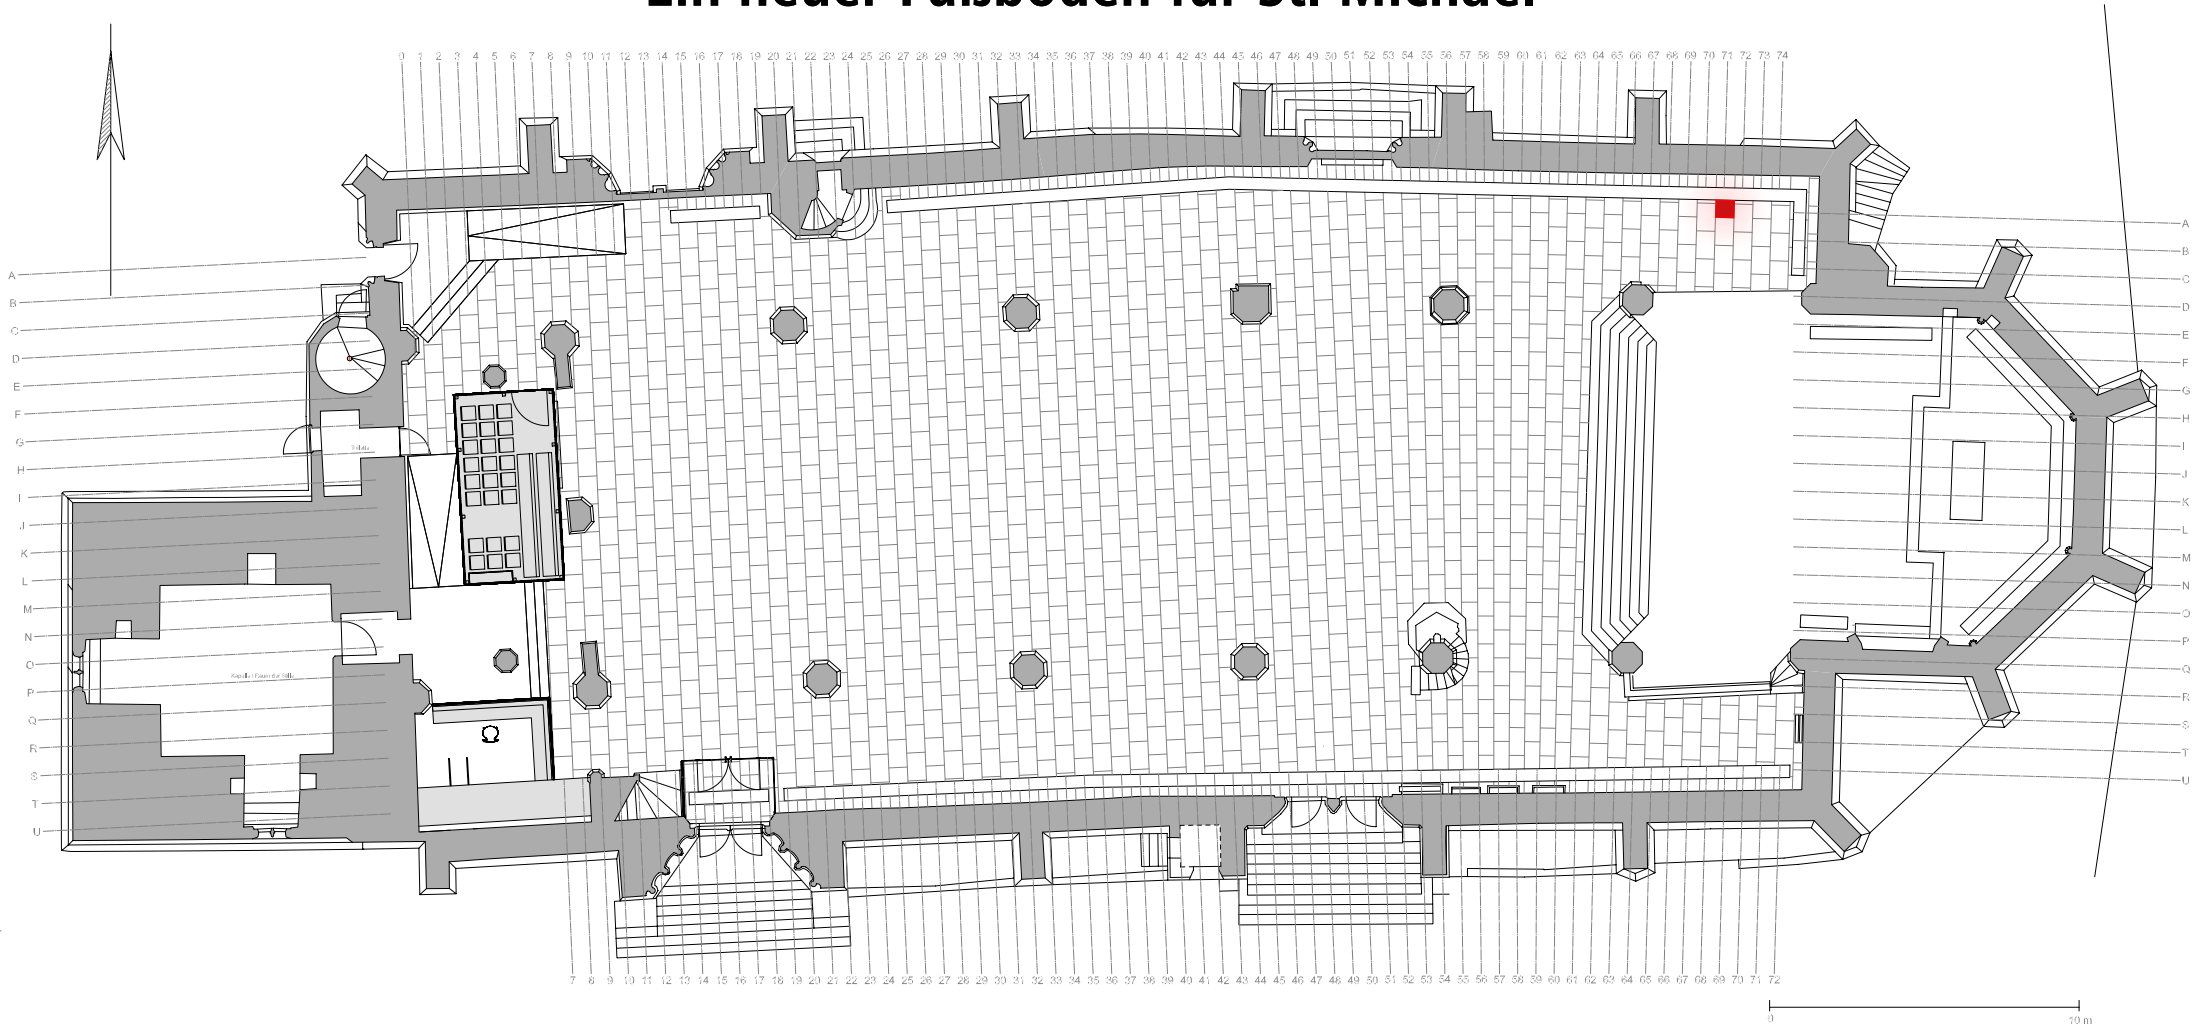 Ein neuer Fußboden für St. Michael
0 1 2 3 4 5 6 7 8 9 10 11 12 13 14 15 16 17 18 19 20 21 22 23 24 25 26 27 28 29 30 31 32 33 34 35 36 37 38 39 40 41 42 43 44 45 46 47 48 49 50 51 52 53 54 55 56 57 58 59 60 61 62 63 64 65 66 67 68 69 70 71 72 73 74
A
B
C
D
E
F
G
H
I
J
K
L
M
N
O
P
Q
R
S
T
U
Kapelle / Raum der Stille
A
B
C
D
E
F
G
H
I
J
K
L
M
N
O
P
Q
R
S
T
U
7 8 9 10 11 12 13 14 15 16 17 18 19 20 21 22 23 24 25 26 27 28 29 30 31 32 33 34 35 36 37 38 39 40 41 42 43 44 45 46 47 48 49 50 51 52 53 54 55 56 57 58 59 60 61 62 63 64 65 66 67 68 69 70 71 72
0 10 m